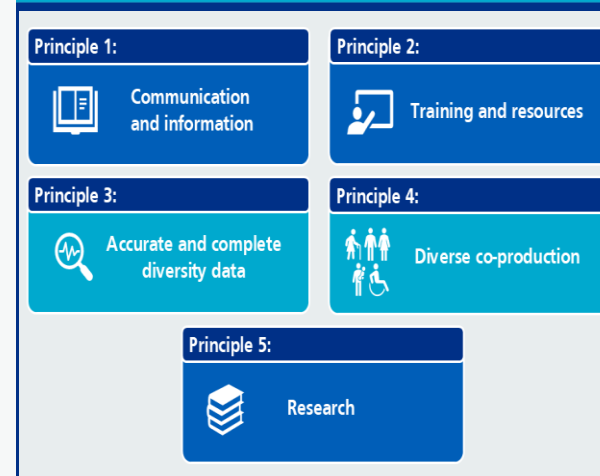 Principle 1:
Communication
and information
Principle 2:
Training and resources
Principle 3:
Accurate and complete
diversity data
Principle 4:
Diverse co-production
Principle 5:
Research